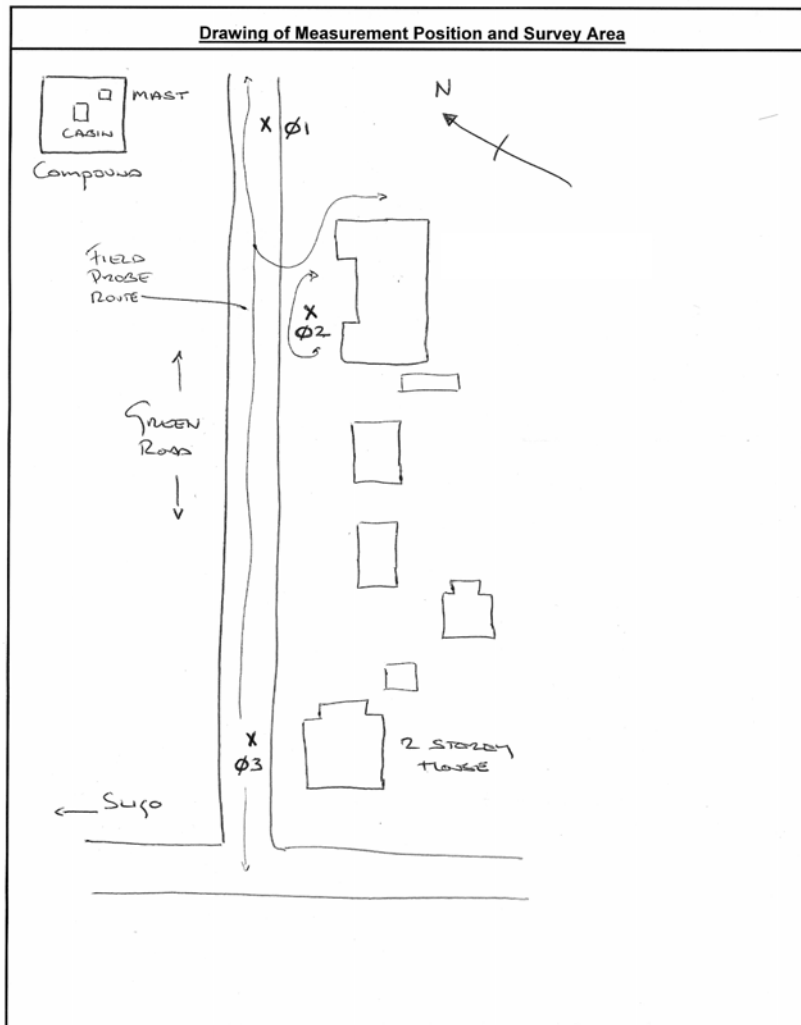 Drawing of Measurement Position and Survey Area
MAST
CABIN
COMPOUND
N
X Ø1
FIELD
PROBE
ROUTE
X
Ø2
GREEN
ROAD
X
Ø3
2 STOREY
HOUSE
SLIGO